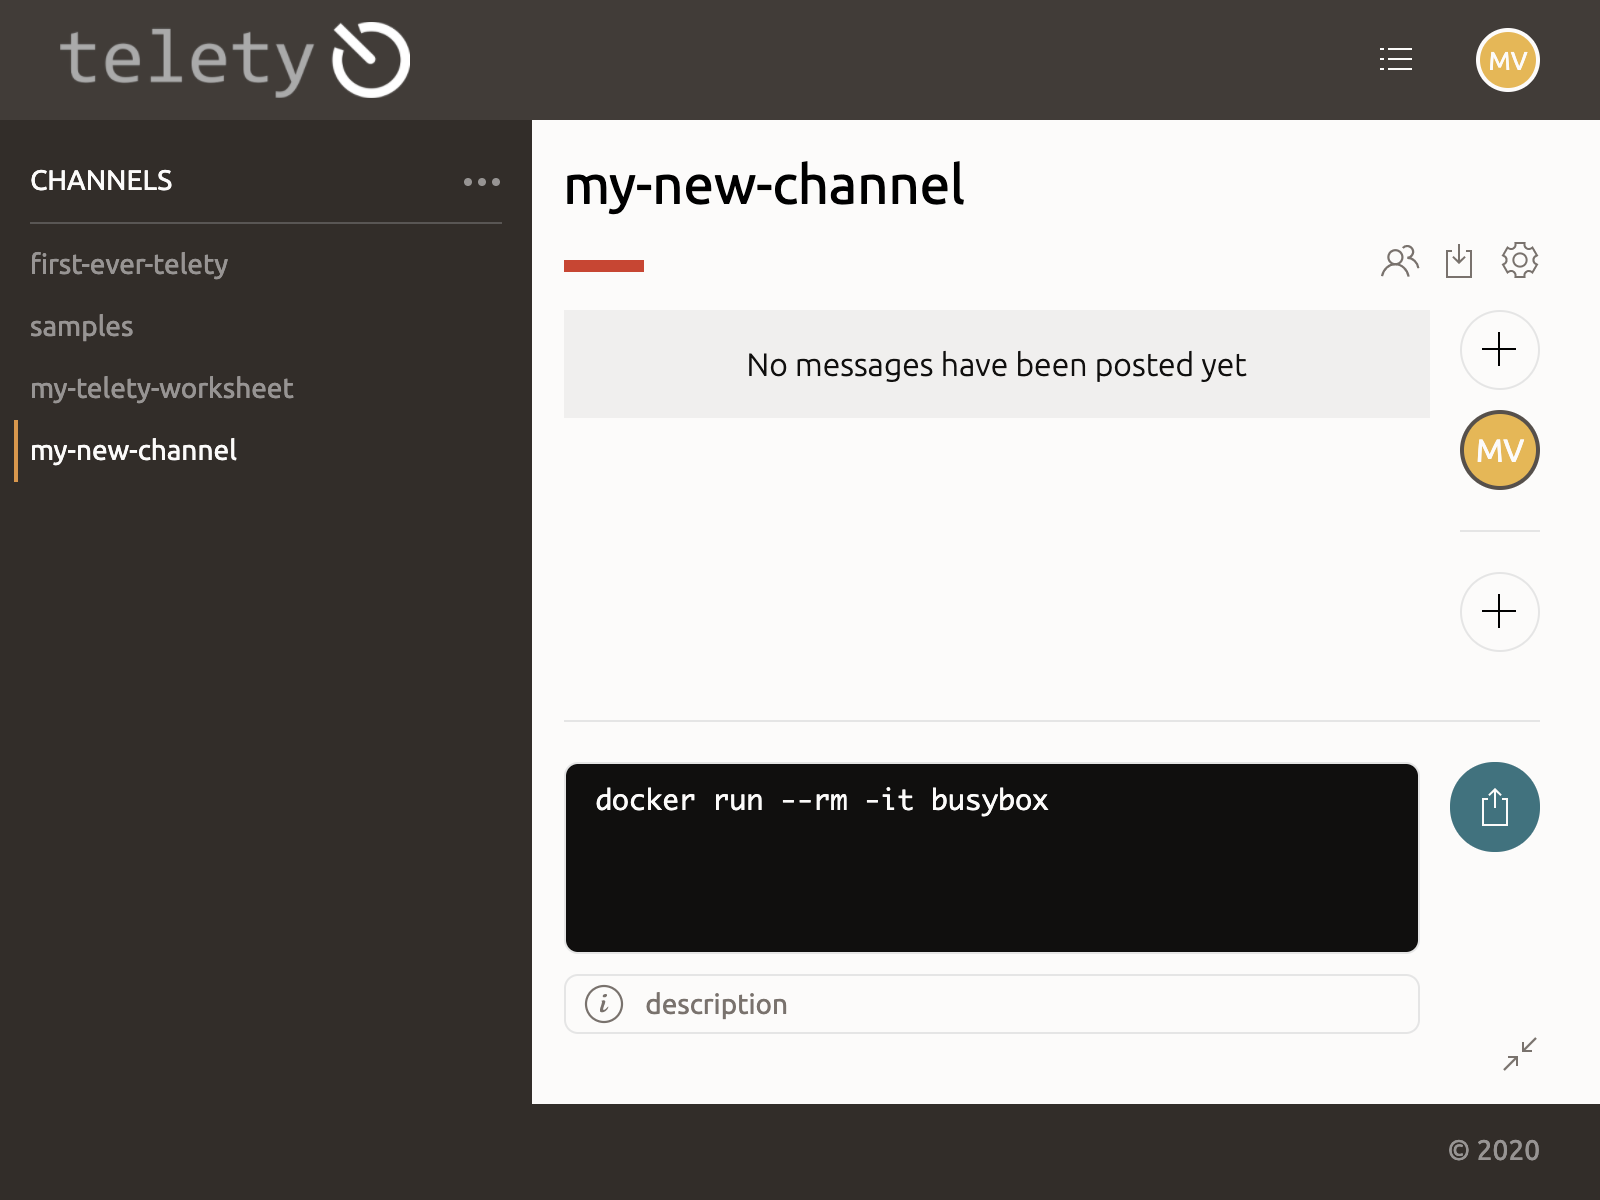 telety
MV
CHANNELS
first-ever-telety
samples
my-telety-worksheet
my-new-channel
my-new-channel
No messages have been posted yet
MV
docker run --rm -it busybox
i description
© 2020